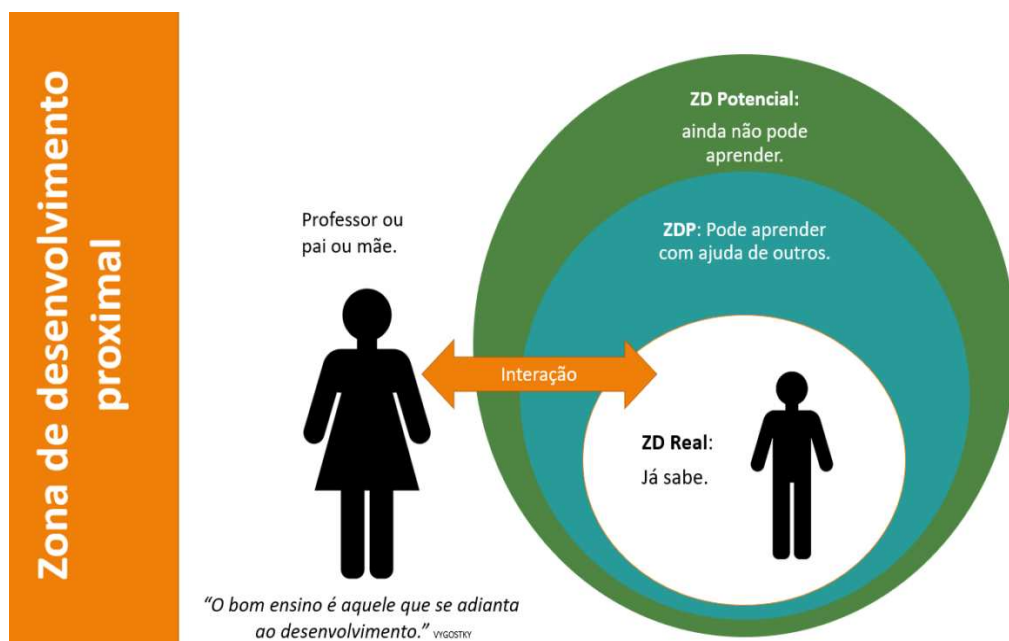 Zona de desenvolvimento
proximal
ZD Potencial:
ainda não pode
aprender.
Professor ou
pai ou mãe.
ZDP: Pode aprender
com ajuda de outros.
Interação
ZD Real:
Já sabe.
“O bom ensino é aquele que se adianta
ao desenvolvimento.” VYGOSTKY